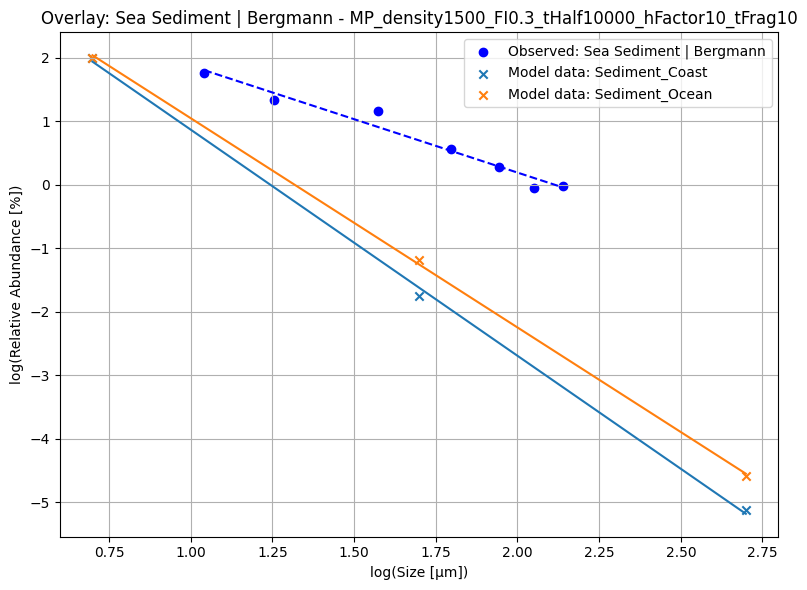 Overlay: Sea Sediment | Bergmann - MP_density1500_FI0.3_tHalf10000_hFactor10_tFrag10
Observed: Sea Sediment | Bergmann
Model data: Sediment_Coast
Model data: Sediment_Ocean
log(Relative Abundance [%])
2
1
0
−1
−2
−3
−4
−5
0.75 1.00 1.25 1.50 1.75 2.00 2.25 2.50 2.75
log(Size [μm])